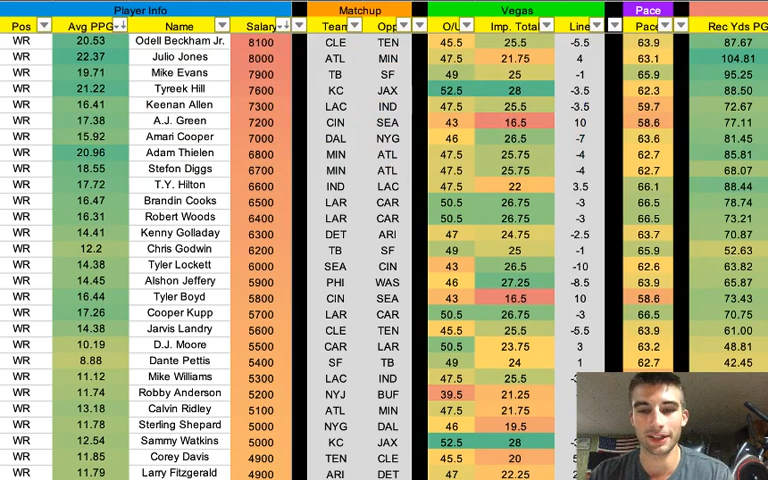 Player Info Matchup Vegas Pace
Pos Avg PPG Name Salary Team Opp O/U Imp. Total Line Pace Rec Yds PG
WR 20.53 Odell Beckham Jr. 8100 CLE TEN 45.5 25.5 -5.5 63.9 87.67
WR 22.37 Julio Jones 8000 ATL MIN 47.5 21.75 4 63.1 104.81
WR 19.71 Mike Evans 7900 TB SF 49 25 -1 65.9 95.25
WR 21.22 Tyreek Hill 7600 KC JAX 52.5 28 -3.5 62.3 88.50
WR 16.41 Keenan Allen 7300 LAC IND 47.5 25.5 -3.5 59.7 72.67
WR 17.38 A.J. Green 7200 CIN SEA 43 16.5 10 58.6 77.11
WR 15.92 Amari Cooper 7000 DAL NYG 46 26.5 -7 63.6 81.45
WR 20.96 Adam Thielen 6800 MIN ATL 47.5 25.75 -4 62.7 85.81
WR 18.55 Stefon Diggs 6700 MIN ATL 47.5 25.75 -4 62.7 68.07
WR 17.72 T.Y. Hilton 6600 IND LAC 47.5 22 3.5 66.1 88.44
WR 16.47 Brandin Cooks 6500 LAR CAR 50.5 26.75 -3 66.5 78.74
WR 16.31 Robert Woods 6400 LAR CAR 50.5 26.75 -3 66.5 73.21
WR 14.41 Kenny Golladay 6300 DET ARI 47 24.75 -2.5 63.7 70.87
WR 12.2 Chris Godwin 6200 TB SF 49 25 -1 65.9 52.63
WR 14.38 Tyler Lockett 6000 SEA CIN 43 26.5 -10 62.6 63.82
WR 14.45 Alshon Jeffery 5900 PHI WAS 46 27.25 -8.5 63.9 65.87
WR 16.44 Tyler Boyd 5800 CIN SEA 43 16.5 10 58.6 73.43
WR 17.26 Cooper Kupp 5700 LAR CAR 50.5 26.75 -3 66.5 70.75
WR 14.38 Jarvis Landry 5600 CLE TEN 45.5 25.5 -5.5 63.9 61.00
WR 10.19 D.J. Moore 5500 CAR LAR 50.5 23.75 3 63.2 48.81
WR 8.88 Dante Pettis 5400 SF TB 49 24 1 62.7 42.45
WR 11.12 Mike Williams 5300 LAC IND 47.5 25.5
WR 11.74 Robby Anderson 5200 NYJ BUF 39.5 21.25
WR 13.18 Calvin Ridley 5100 ATL MIN 47.5 21.75
WR 11.78 Sterling Shepard 5000 NYG DAL 46 19.5
WR 12.54 Sammy Watkins 5000 KC JAX 52.5 28
WR 11.85 Corey Davis 4900 TEN CLE 45.5 20
WR 11.79 Larry Fitzgerald 4900 ARI DET 47 22.25